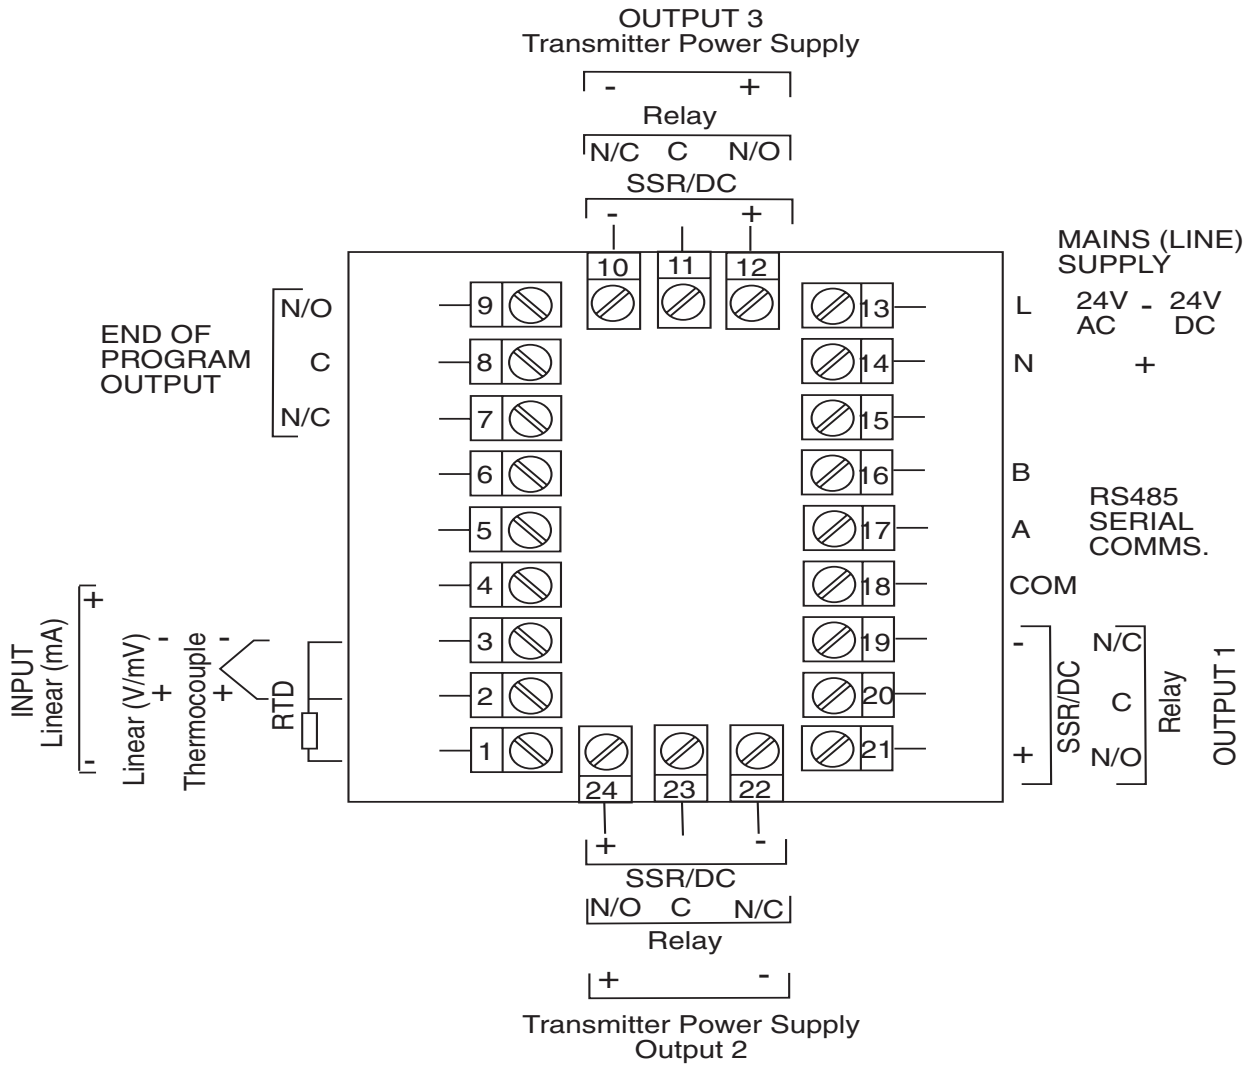 OUTPUT 3
Transmitter Power Supply
- +
Relay
N/C C N/O
SSR/DC
- +
10 11 12
MAINS (LINE)
SUPPLY
END OF
PROGRAM
OUTPUT
N/O 9
C 8
N/C 7
6
5
4
3
2
1
13 L 24V AC - 24V DC
14 N +
15
16 B
17 A
18 COM
19
20
21
RS485
SERIAL
COMMS.
INPUT
Linear (mA)
+ -
Linear (V/mV)
- +
Thermocouple
- +
RTD
- +
SSR/DC
N/C
C
N/O
Relay
OUTPUT 1
24 23 22
+ -
SSR/DC
N/O C N/C
Relay
+ -
Transmitter Power Supply
Output 2